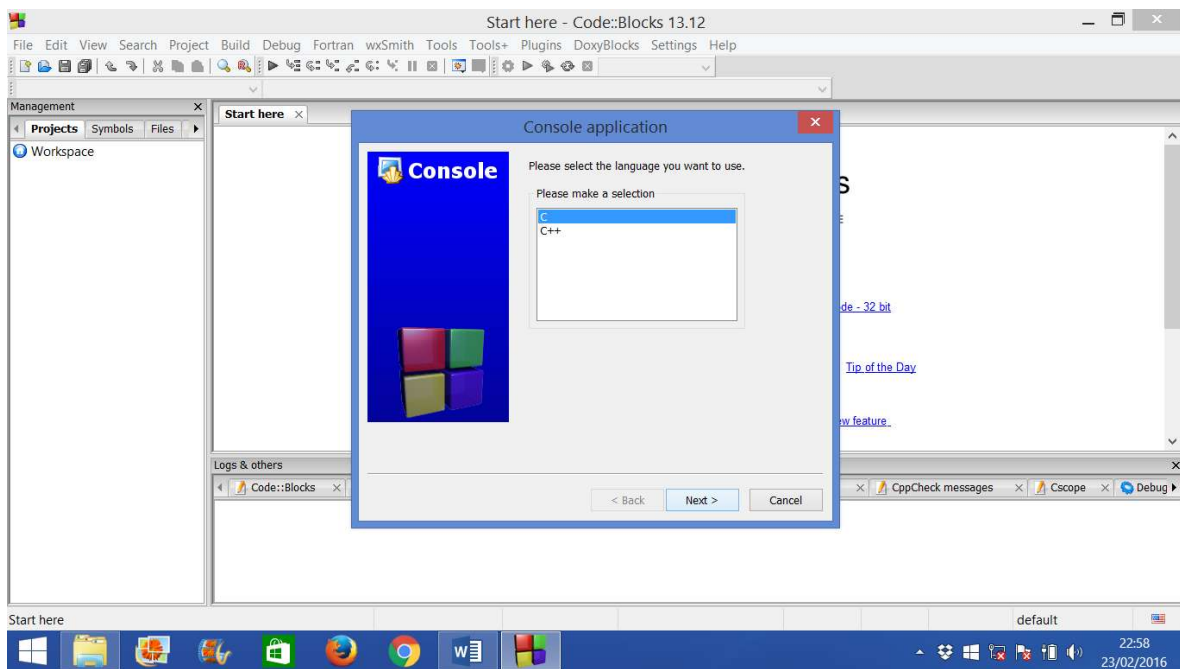 Start here - Code::Blocks 13.12
File Edit View Search Project Build Debug Fortran wxSmith Tools Tools+ Plugins DoxyBlocks Settings Help
Management
Projects Symbols Files
Workspace
Start here
Console application
Console
Please select the language you want to use.
Please make a selection
C
C++
< Back Next > Cancel
s
de - 32 bit
Tip of the Day
ew feature
Logs & others
Code::Blocks
CppCheck messages
Cscope
Debug
Start here
default
22:58
23/02/2016